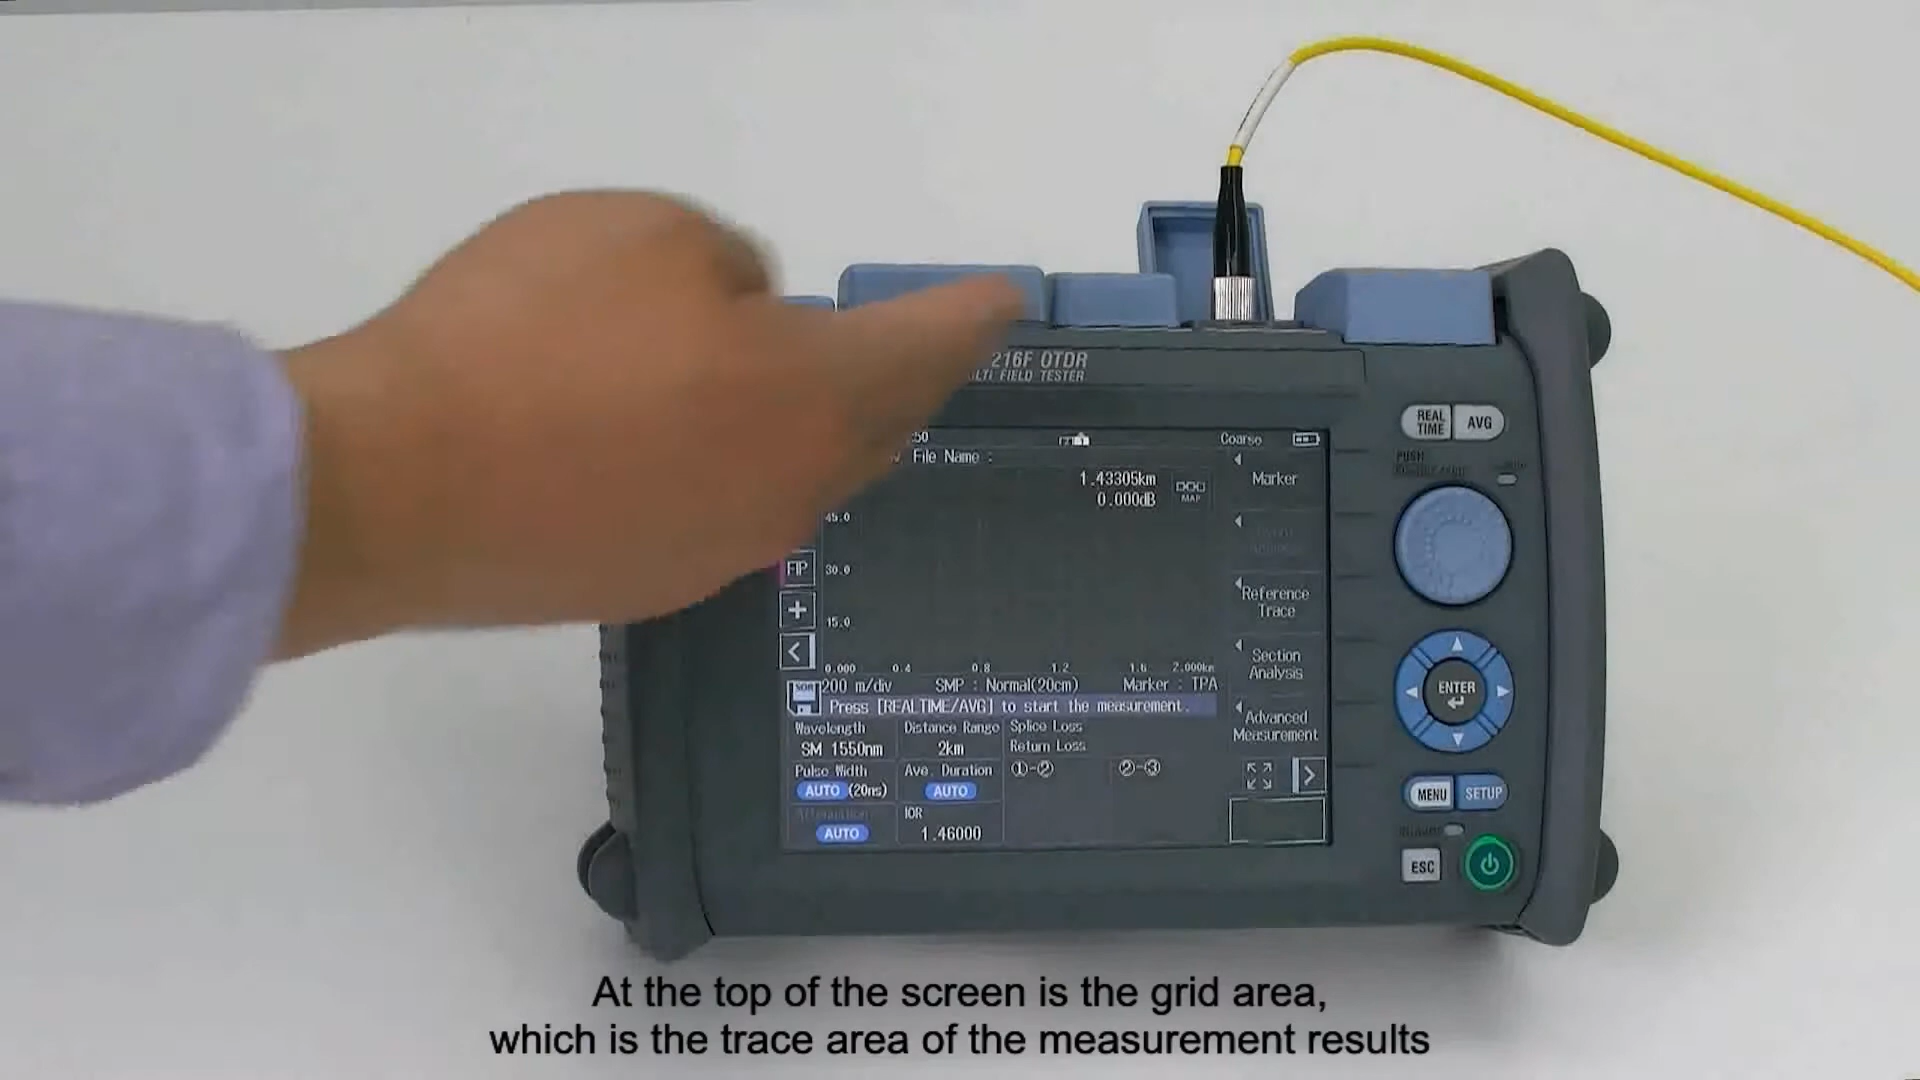 216F OTDR
FIELD TESTER
REAL TIME
AVG
PUSH
:50
Coarse
File Name :
1.43305km
0.000dB
MAP
Marker
45.0
FIP
30.0
Reference
Trace
15.0
Section
Analysis
0.000 0.4 0.8 1.2 1.6 2.000km
SOR
200 m/div SMP : Normal(20cm) Marker : TPA
Press [REALTIME/AVG] to start the measurement.
Advanced
Measurement
Wavelength
SM 1550nm
Distance Range
2km
Splice Loss
Return Loss
①-② ②-③
Pulse Width
AUTO (20ns)
Ave. Duration
AUTO
Attenuation
AUTO
IOR
1.46000
ENTER
MENU
SETUP
ESC
At the top of the screen is the grid area,
which is the trace area of the measurement results